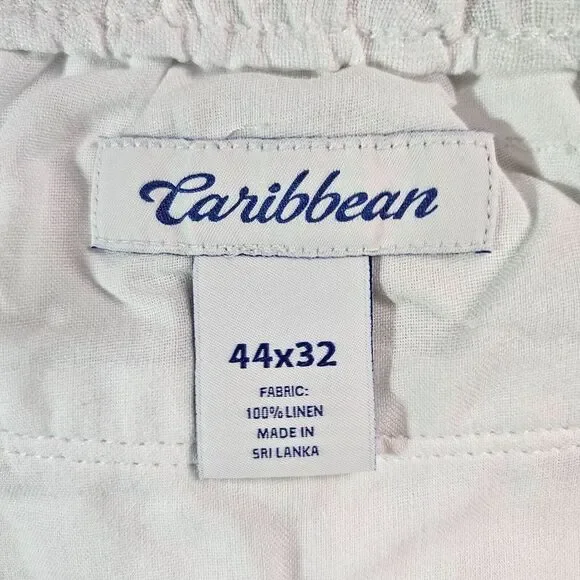 Caribbean
44x32
FABRIC:
100% LINEN
MADE IN
SRI LANKA